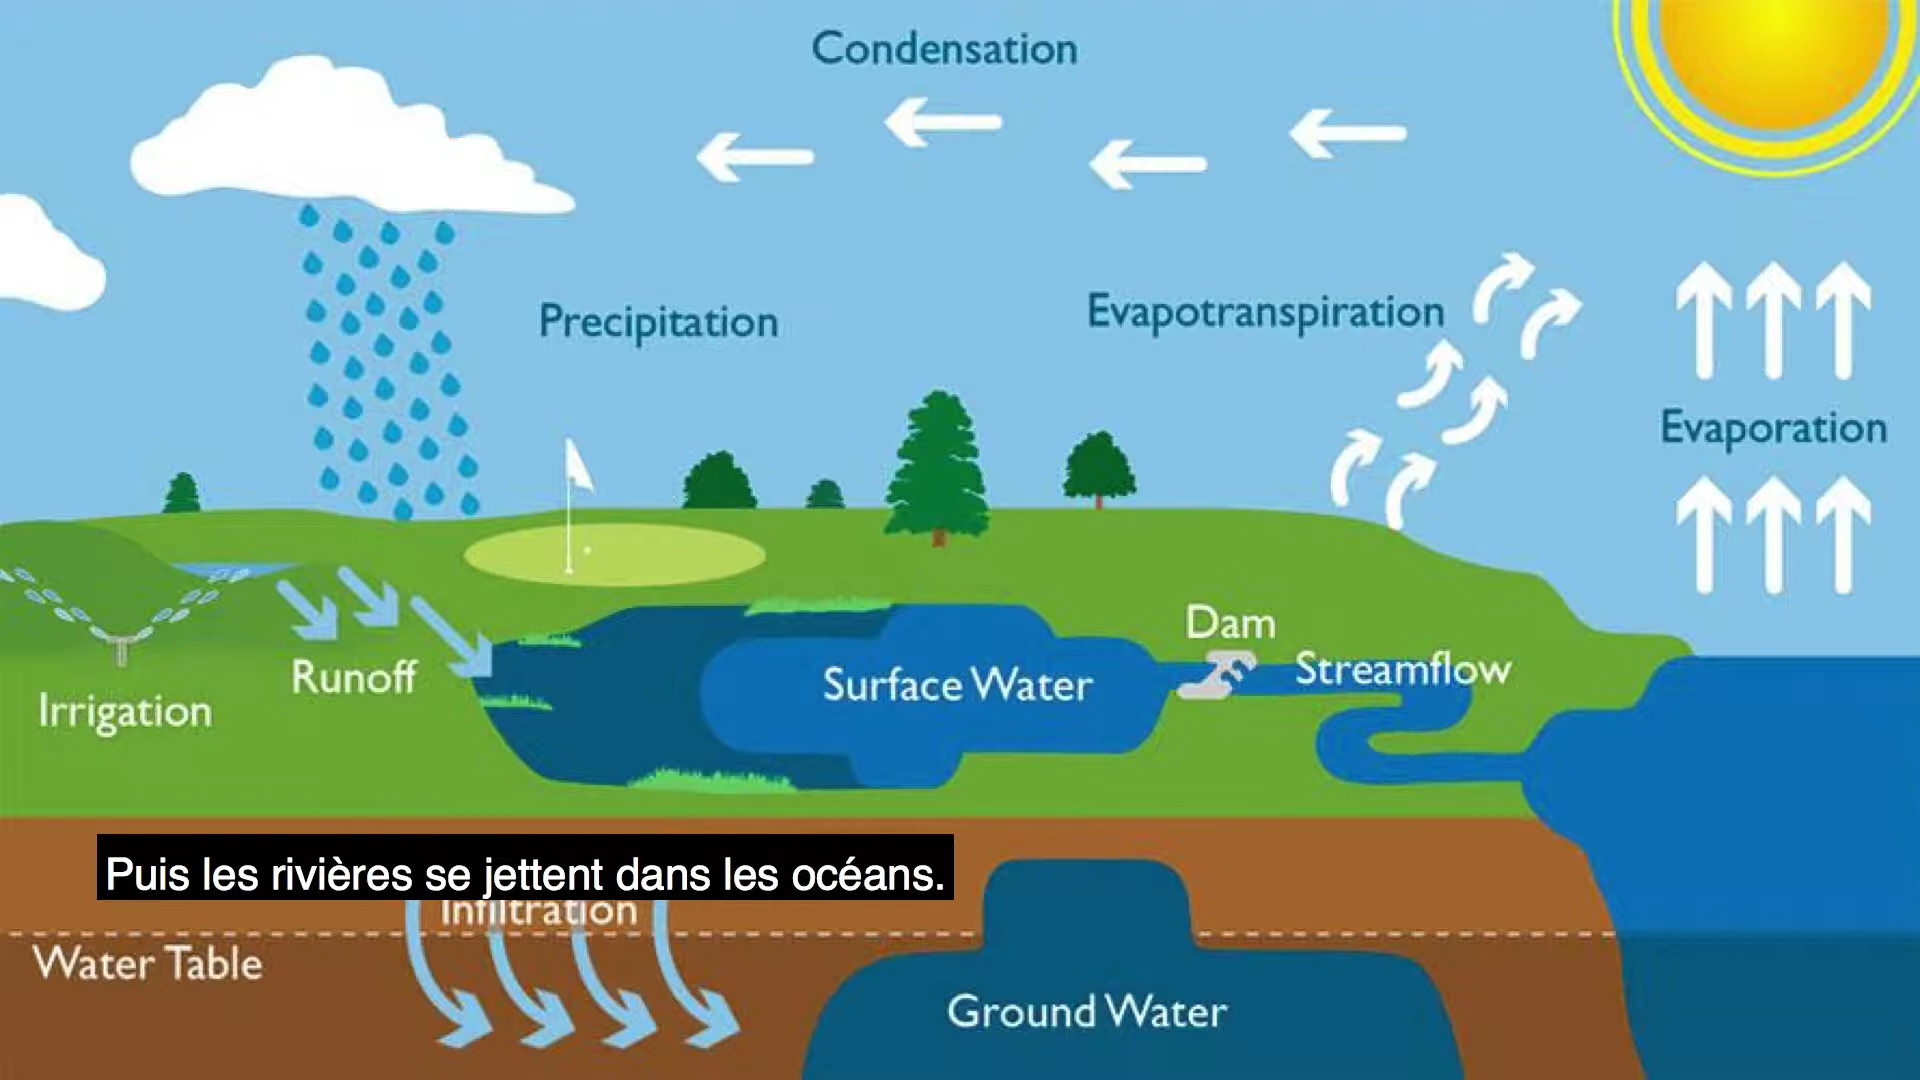 Condensation
Precipitation
Evapotranspiration
Evaporation
Dam
Streamflow
Surface Water
Runoff
Irrigation
Puis les rivières se jettent dans les océans.
Infiltration
Water Table
Ground Water